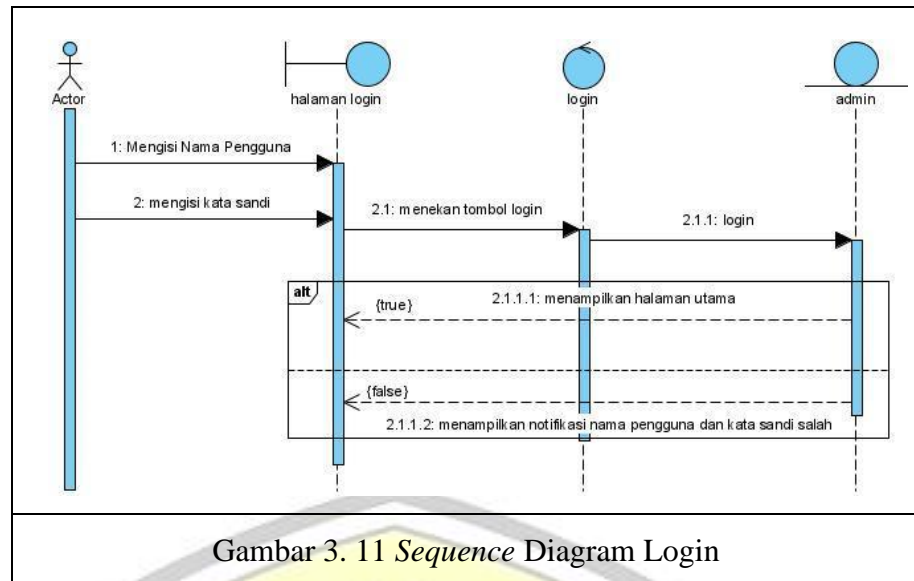 Actor
halaman login
login
admin
1: Mengisi Nama Pengguna
2: mengisi kata sandi
2.1: menekan tombol login
2.1.1: login
alt
2.1.1.1: menampilkan halaman utama
{true}
{false}
2.1.1.2: menampilkan notifikasi nama pengguna dan kata sandi salah
Gambar 3. 11 Sequence Diagram Login